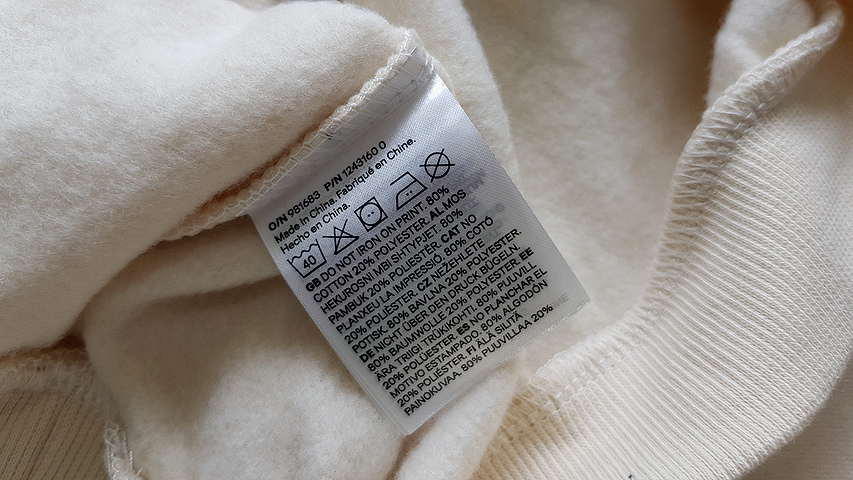 O/N 981683 P/N 1243160 0
Made in China. Fabriqué en Chine.
Hecho en China.
40
GB DO NOT IRON ON PRINT. 80%
COTTON 20% POLYESTER. AL MOS
HEKUROSNI MBI SHTYPJET. 80%
PAMBUK 20% POLIESTËR. CAT NO
PLANXEU LA IMPRESSIÓ. 80% COTÓ
20% POLIÈSTER. CZ NEZEHLETE
POTISK. 80% BAVLNA 20% POLYESTER.
DE NICHT ÜBER DEN DRUCK BÜGELN.
80% BAUMWOLLE 20% POLYESTER. EE
ÄRA TRIIGI TRÜKIKOHTI. 80% PUUVILL
20% POLÜESTER. ES NO PLANCHAR EL
MOTIVO ESTAMPADO. 80% ALGODÓN
20% POLIÉSTER. FI ÄLÄ SILITÄ
PAINOKUVAA. 80% PUUVILLAA 20%